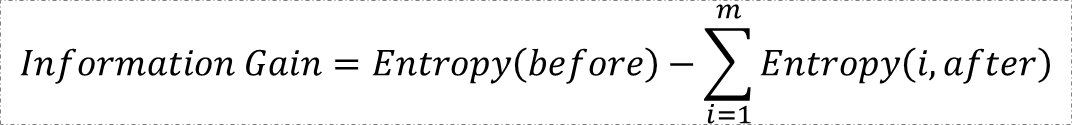 Information Gain = Entropy(before) − ∑_{i=1}^{m} Entropy(i, after)